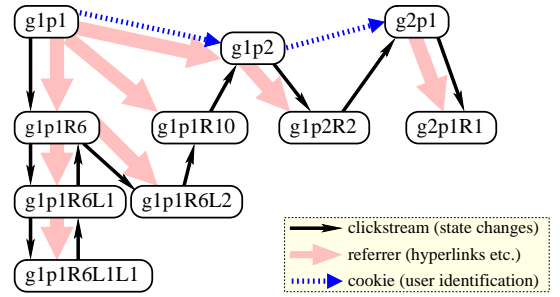 g1p1
g2p1
g1p2
g1p1R6
g1p1R10
g1p2R2
g2p1R1
g1p1R6L1
g1p1R6L2
g1p1R6L1L1
clickstream (state changes)
referrer (hyperlinks etc.)
cookie (user identification)